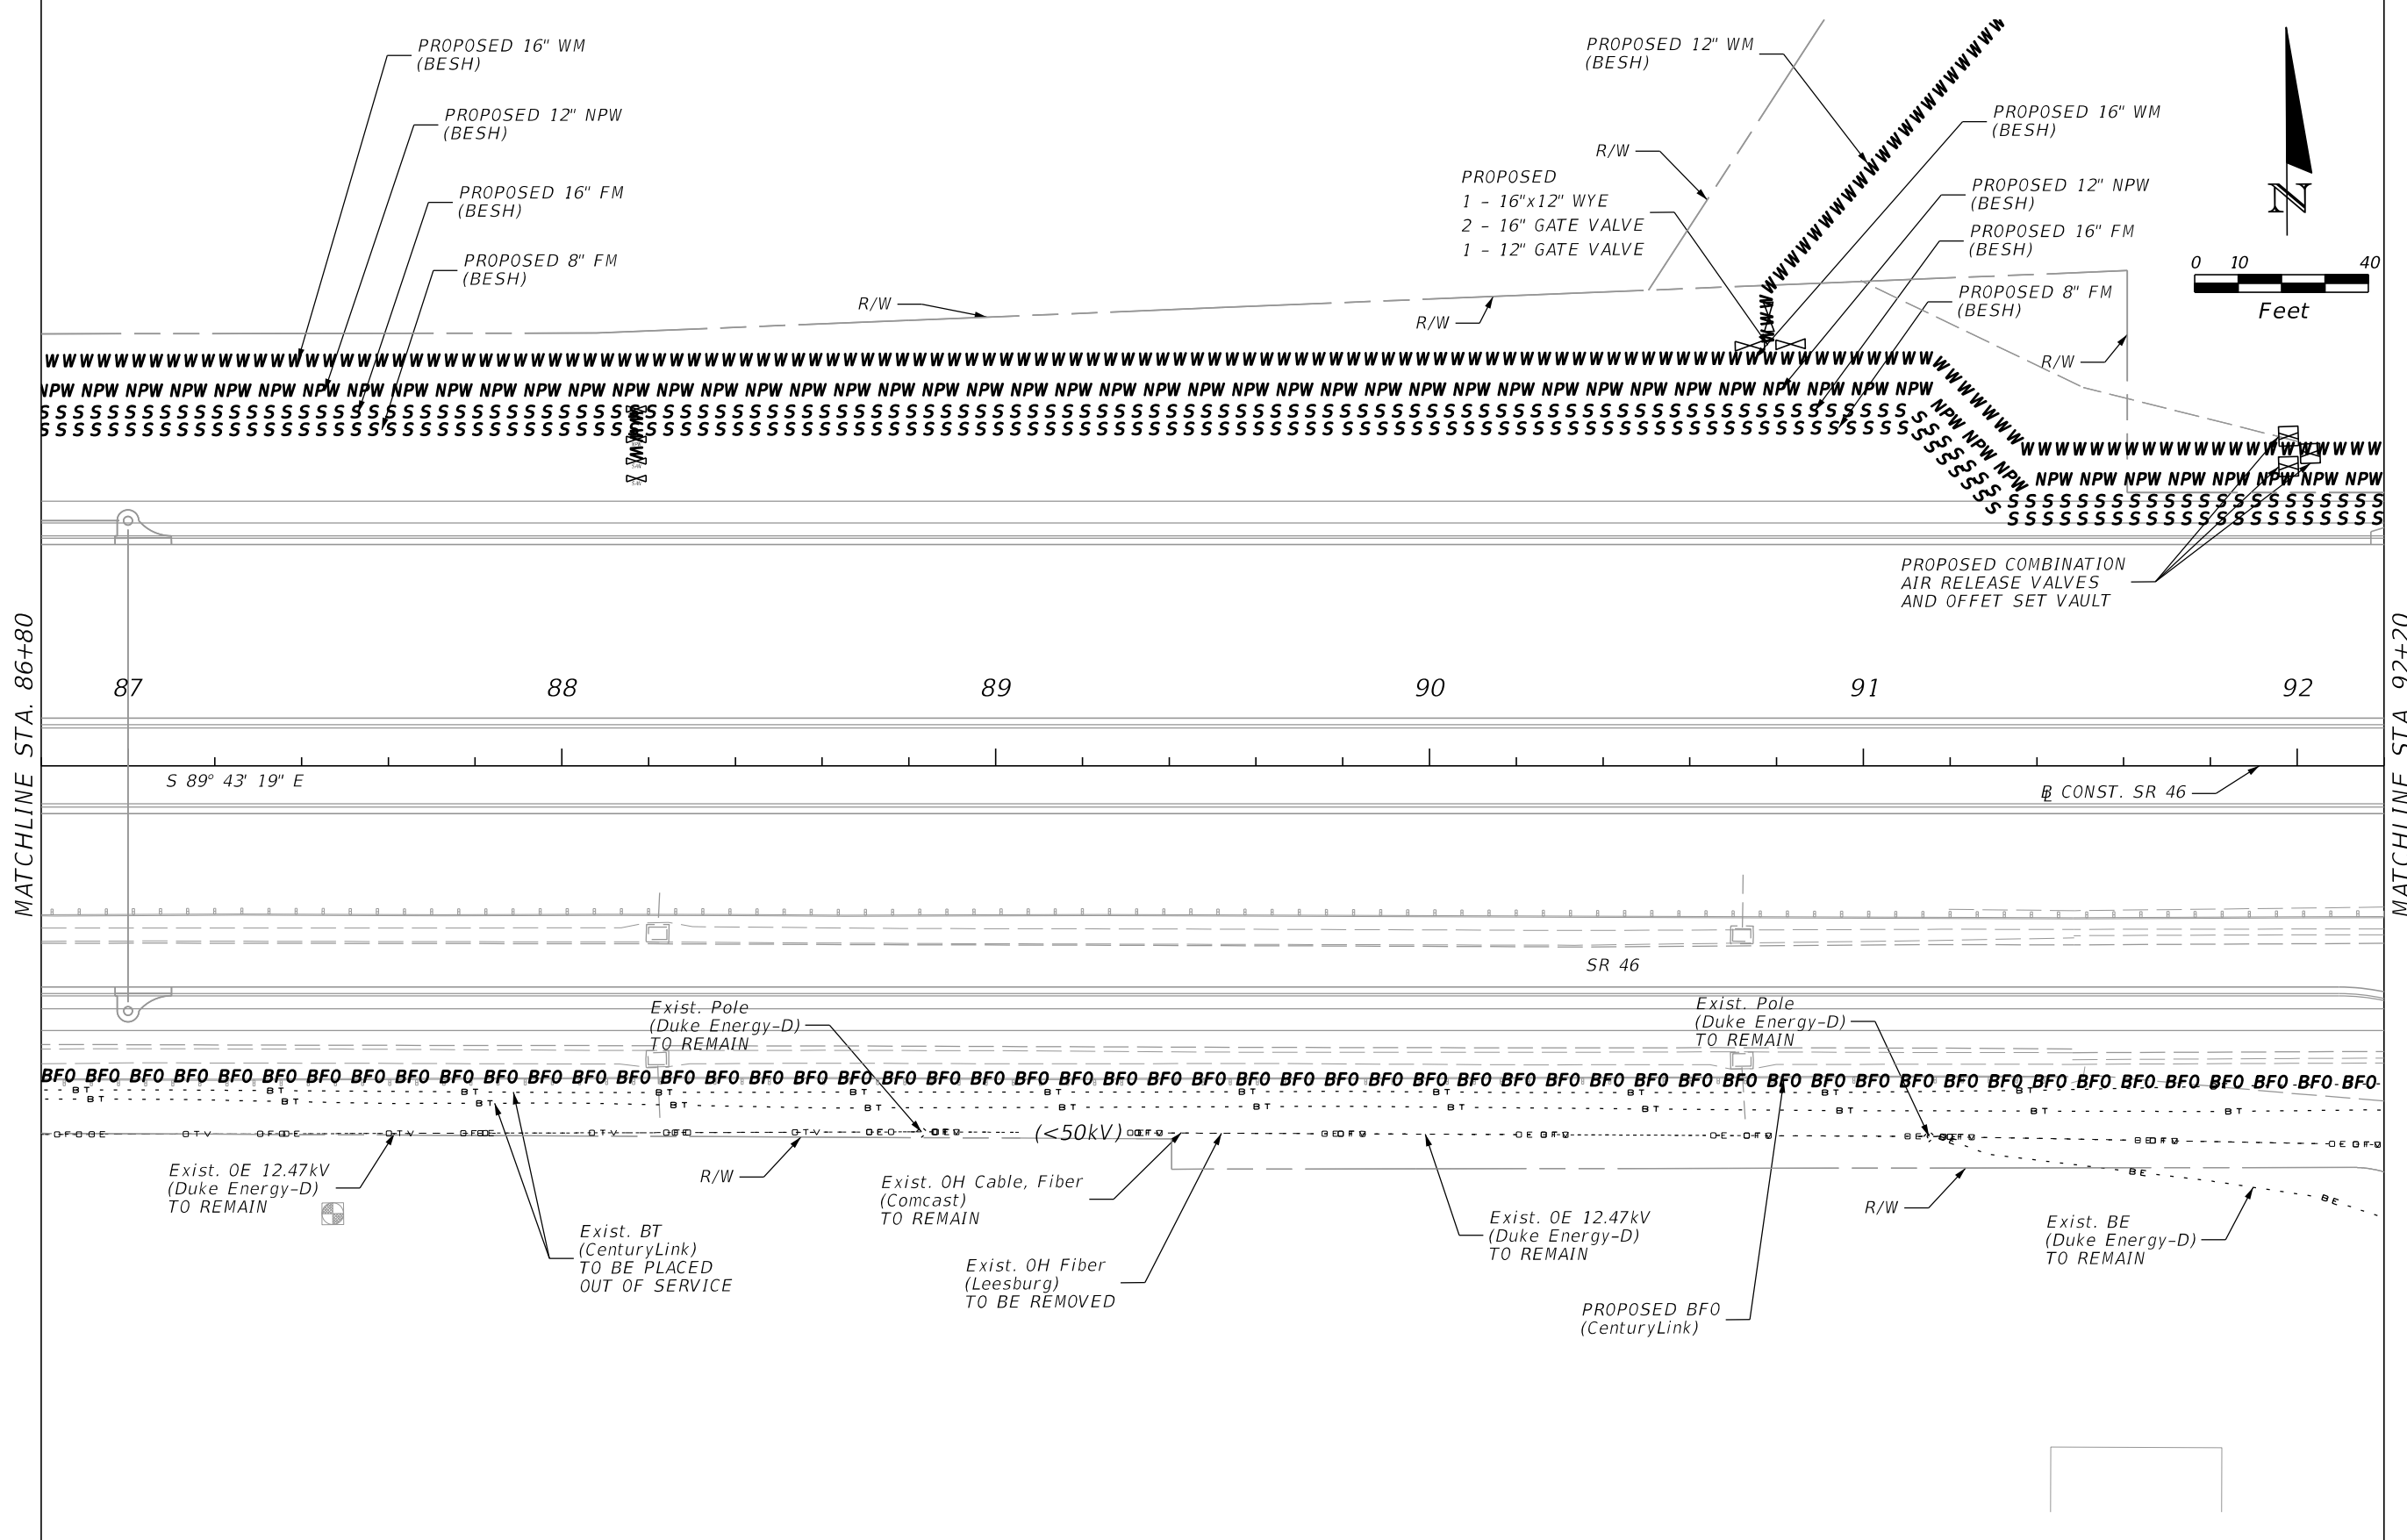 PROPOSED 16" WM
(BESH)
PROPOSED 12" NPW
(BESH)
PROPOSED 16" FM
(BESH)
PROPOSED 8" FM
(BESH)
R/W
R/W
PROPOSED 12" WM
(BESH)
R/W
PROPOSED
1 - 16"x12" WYE
2 - 16" GATE VALVE
1 - 12" GATE VALVE
PROPOSED 16" WM
(BESH)
PROPOSED 12" NPW
(BESH)
PROPOSED 16" FM
(BESH)
PROPOSED 8" FM
(BESH)
R/W
N
0 10 40
Feet
PROPOSED COMBINATION
AIR RELEASE VALVES
AND OFFET SET VAULT
MATCHLINE STA. 86+80
MATCHLINE STA. 92+20
87 88 89 90 91 92
S 89° 43' 19" E
BL CONST. SR 46
SR 46
Exist. Pole
(Duke Energy-D)
TO REMAIN
Exist. Pole
(Duke Energy-D)
TO REMAIN
(<50kV)
Exist. OE 12.47kV
(Duke Energy-D)
TO REMAIN
Exist. BT
(CenturyLink)
TO BE PLACED
OUT OF SERVICE
R/W
Exist. OH Cable, Fiber
(Comcast)
TO REMAIN
Exist. OH Fiber
(Leesburg)
TO BE REMOVED
Exist. OE 12.47kV
(Duke Energy-D)
TO REMAIN
PROPOSED BFO
(CenturyLink)
R/W
Exist. BE
(Duke Energy-D)
TO REMAIN